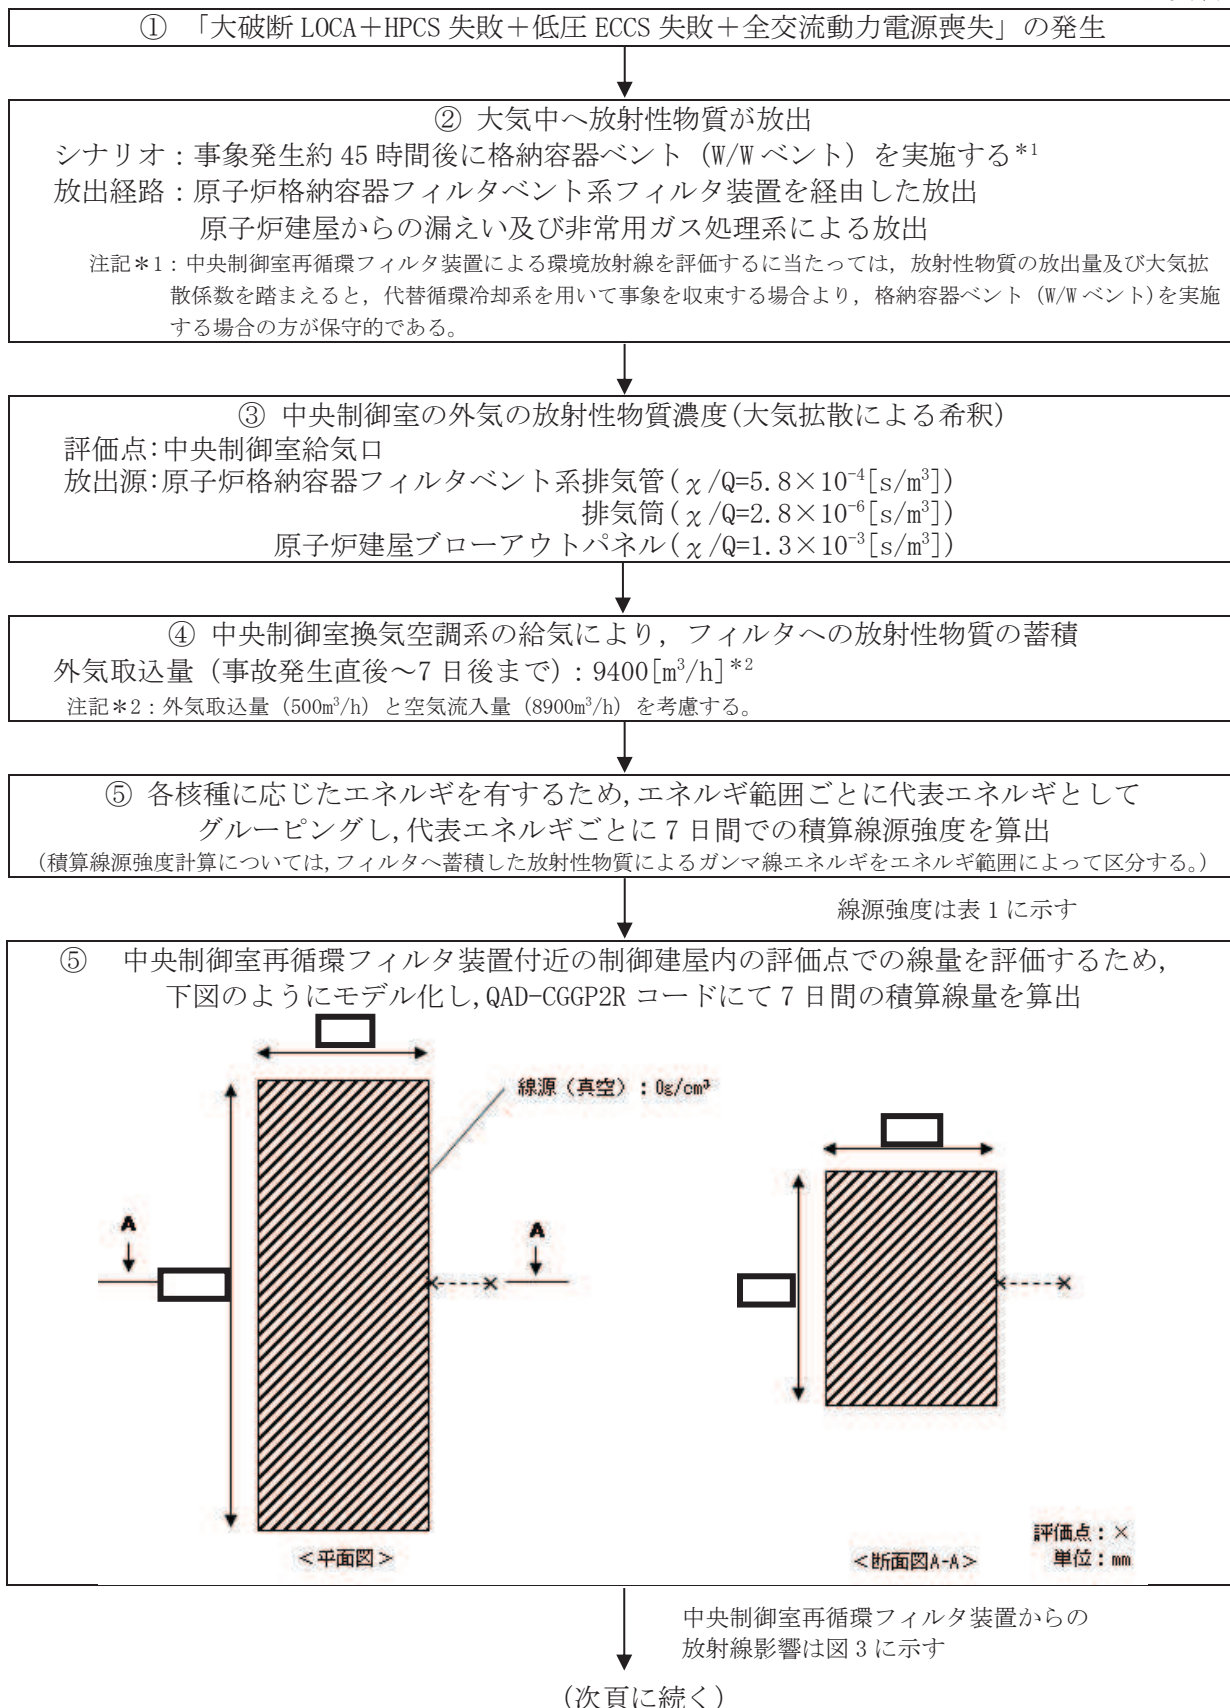 ① 「大破断 LOCA＋HPCS 失敗＋低圧 ECCS 失敗＋全交流動力電源喪失」の発生
② 大気中へ放射性物質が放出
シナリオ：事象発生約 45 時間後に格納容器ベント（W/W ベント）を実施する*1
放出経路：原子炉格納容器フィルタベント系フィルタ装置を経由した放出
原子炉建屋からの漏えい及び非常用ガス処理系による放出
注記＊1：中央制御室再循環フィルタ装置による環境放射線を評価するに当たっては，放射性物質の放出量及び大気拡
散係数を踏まえると，代替循環冷却系を用いて事象を収束する場合より，格納容器ベント（W/W ベント）を実施
する場合の方が保守的である。
③ 中央制御室の外気の放射性物質濃度(大気拡散による希釈)
評価点：中央制御室給気口
放出源：原子炉格納容器フィルタベント系排気管(χ/Q=5.8×10⁻⁴[s/m³])
排気筒(χ/Q=2.8×10⁻⁶[s/m³])
原子炉建屋ブローアウトパネル(χ/Q=1.3×10⁻³[s/m³])
④ 中央制御室換気空調系の給気により，フィルタへの放射性物質の蓄積
外気取込量（事故発生直後～7 日後まで）：9400[m³/h]*2
注記＊2：外気取込量（500m³/h）と空気流入量（8900m³/h）を考慮する。
⑤ 各核種に応じたエネルギを有するため，エネルギ範囲ごとに代表エネルギとして
グルーピングし，代表エネルギごとに 7 日間での積算線源強度を算出
（積算線源強度計算については，フィルタへ蓄積した放射性物質によるガンマ線エネルギをエネルギ範囲によって区分する。）
線源強度は表 1 に示す
⑤ 中央制御室再循環フィルタ装置付近の制御建屋内の評価点での線量を評価するため，
下図のようにモデル化し，QAD-CGGP2R コードにて 7 日間の積算線量を算出
線源（真空）：0g/cm³
A
A
＜平面図＞
＜断面図A-A＞
評価点：×
単位：mm
中央制御室再循環フィルタ装置からの
放射線影響は図 3 に示す
（次頁に続く）